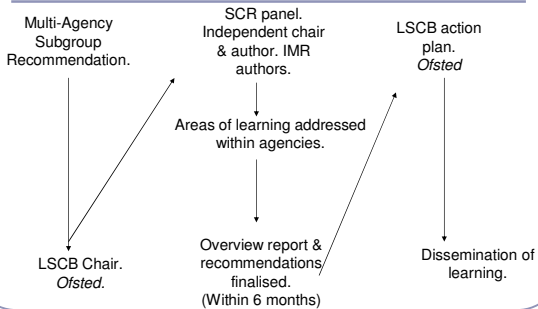 Multi-Agency
Subgroup
Recommendation.
LSCB Chair.
Ofsted.
SCR panel.
Independent chair
& author. IMR
authors.
Areas of learning addressed
within agencies.
Overview report &
recommendations
finalised.
(Within 6 months)
LSCB action
plan.
Ofsted
Dissemination of
learning.